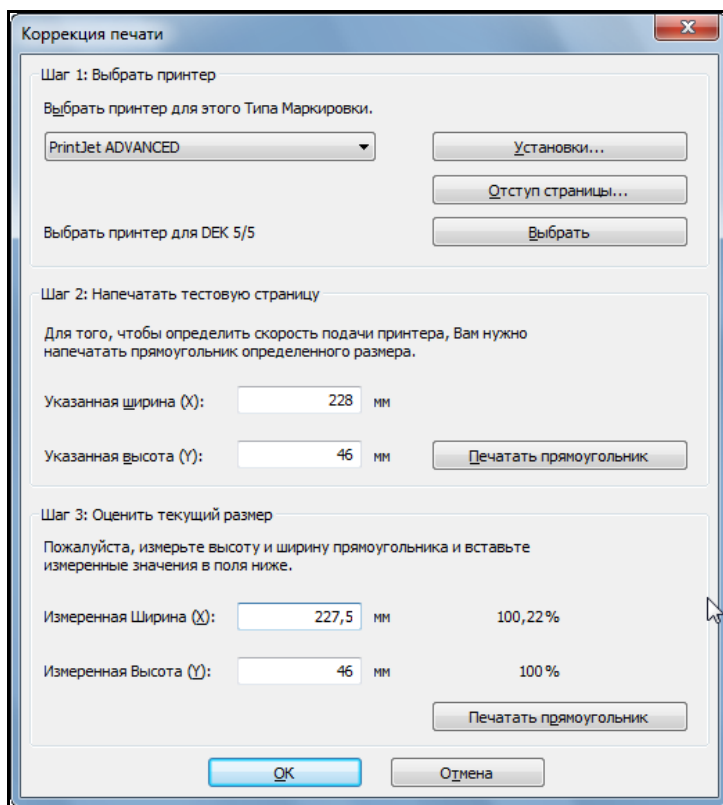 Коррекция печати
Шаг 1: Выбрать принтер
Выбрать принтер для этого Типа Маркировки.
PrintJet ADVANCED
Установки...
Отступ страницы...
Выбрать принтер для DEK 5/5
Выбрать
Шаг 2: Напечатать тестовую страницу
Для того, чтобы определить скорость подачи принтера, Вам нужно
напечатать прямоугольник определенного размера.
Указанная ширина (X): 228 мм
Указанная высота (Y): 46 мм
Печатать прямоугольник
Шаг 3: Оценить текущий размер
Пожалуйста, измерьте высоту и ширину прямоугольника и вставьте
измеренные значения в поля ниже.
Измеренная Ширина (X): 227,5 мм 100,22%
Измеренная Высота (Y): 46 мм 100 %
Печатать прямоугольник
OK
Отмена